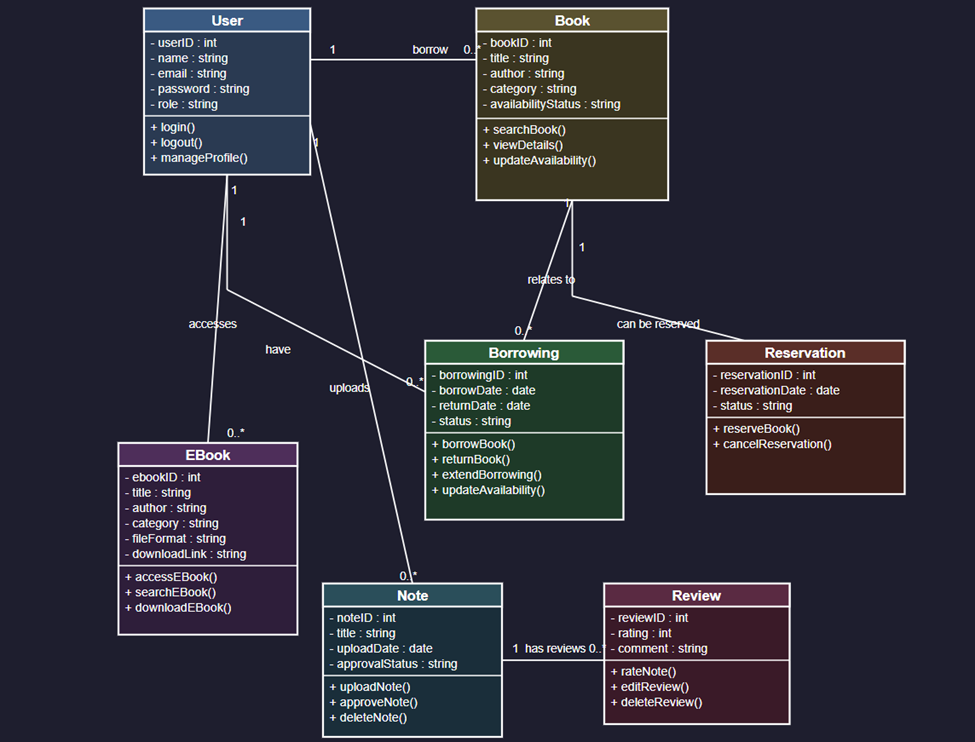 User
- userID : int
- name : string
- email : string
- password : string
- role : string
+ login()
+ logout()
+ manageProfile()
1 borrow 0..*
Book
- bookID : int
- title : string
- author : string
- category : string
- availabilityStatus : string
+ searchBook()
+ viewDetails()
+ updateAvailability()
1
1
1
1
1
accesses
have
uploads
relates to
can be reserved
0..*
0..*
0..*
0..*
Borrowing
- borrowingID : int
- borrowDate : date
- returnDate : date
- status : string
+ borrowBook()
+ returnBook()
+ extendBorrowing()
+ updateAvailability()
Reservation
- reservationID : int
- reservationDate : date
- status : string
+ reserveBook()
+ cancelReservation()
EBook
- ebookID : int
- title : string
- author : string
- category : string
- fileFormat : string
- downloadLink : string
+ accessEBook()
+ searchEBook()
+ downloadEBook()
Note
- noteID : int
- title : string
- uploadDate : date
- approvalStatus : string
+ uploadNote()
+ approveNote()
+ deleteNote()
1 has reviews 0..*
Review
- reviewID : int
- rating : int
- comment : string
+ rateNote()
+ editReview()
+ deleteReview()